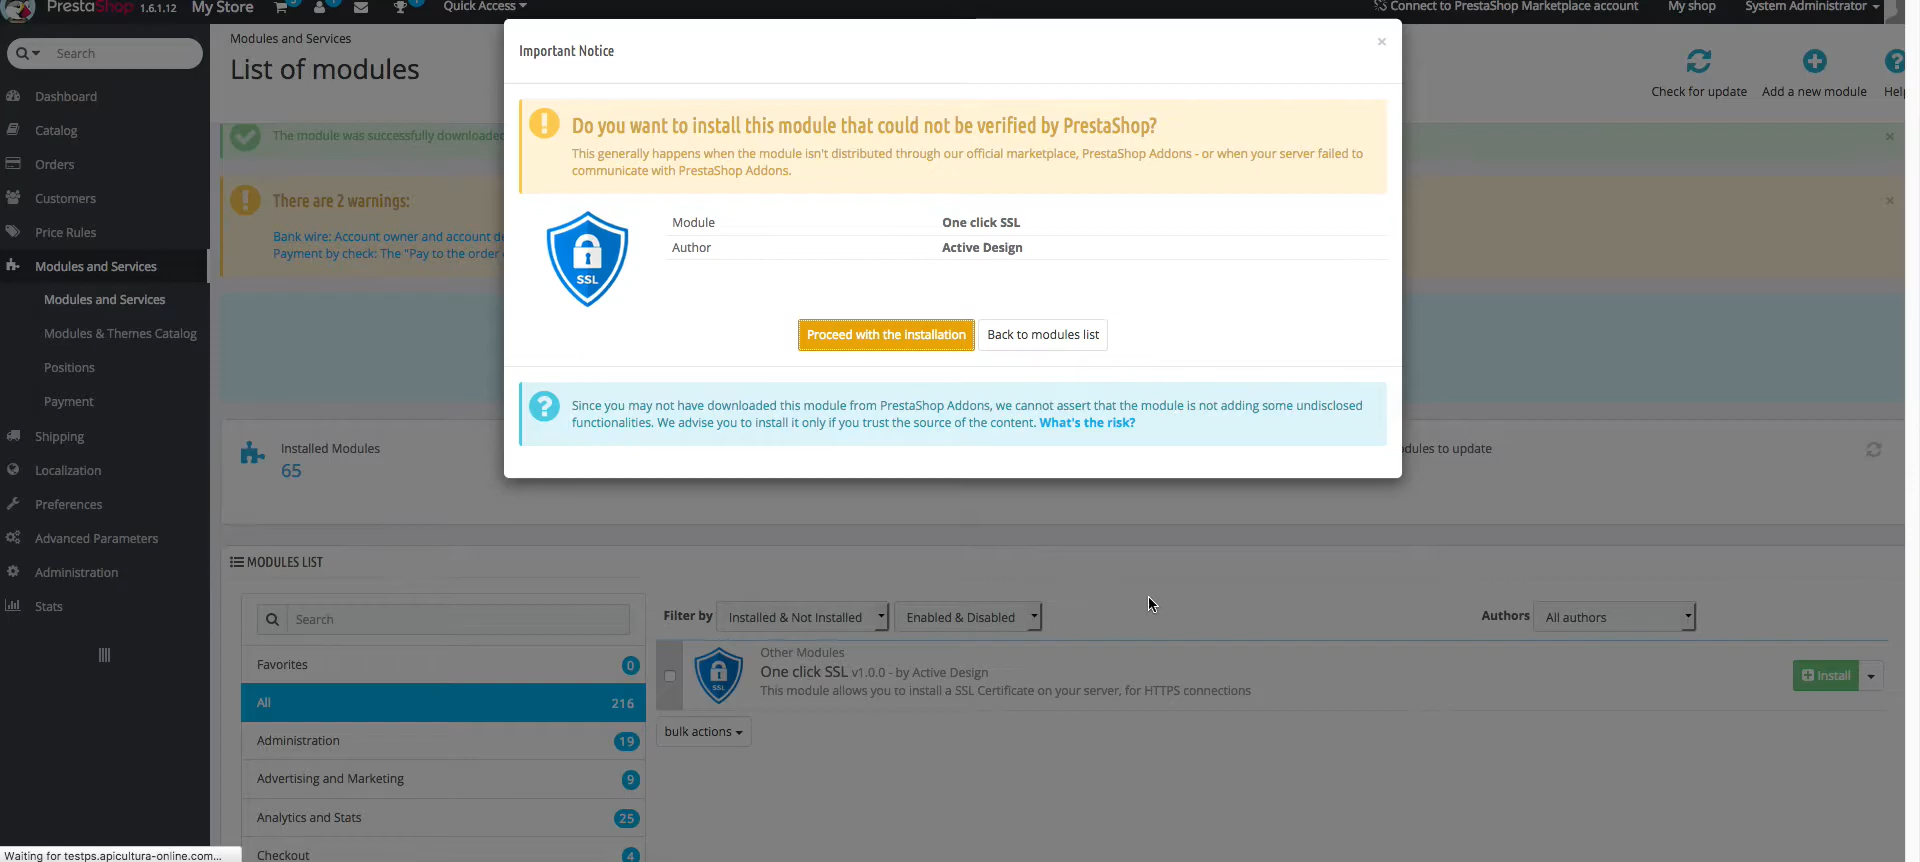 PrestaShop 1.6.1.12 My Store Quick Access Connect to PrestaShop Marketplace account My shop System Administrator
Search
Dashboard
Catalog
Orders
Customers
Price Rules
Modules and Services
Modules and Services
Modules & Themes Catalog
Positions
Payment
Shipping
Localization
Preferences
Advanced Parameters
Administration
Stats
Modules and Services
List of modules
Check for update Add a new module Help
The module was successfully downloaded
There are 2 warnings:
Bank wire: Account owner and account de
Payment by check: The "Pay to the order
Important Notice
×
Do you want to install this module that could not be verified by PrestaShop?
This generally happens when the module isn't distributed through our official marketplace, PrestaShop Addons - or when your server failed to
communicate with PrestaShop Addons.
SSL
Module One click SSL
Author Active Design
Proceed with the installation Back to modules list
Since you may not have downloaded this module from PrestaShop Addons, we cannot assert that the module is not adding some undisclosed
functionalities. We advise you to install it only if you trust the source of the content. What's the risk?
Installed Modules
65
dules to update
MODULES LIST
Search
Favorites 0
All 216
Administration 19
Advertising and Marketing 9
Analytics and Stats 25
Checkout 4
Filter by Installed & Not Installed Enabled & Disabled Authors All authors
SSL
Other Modules
One click SSL v1.0.0 - by Active Design
This module allows you to install a SSL Certificate on your server, for HTTPS connections
Install
bulk actions
Waiting for testps.apicultura-online.com...